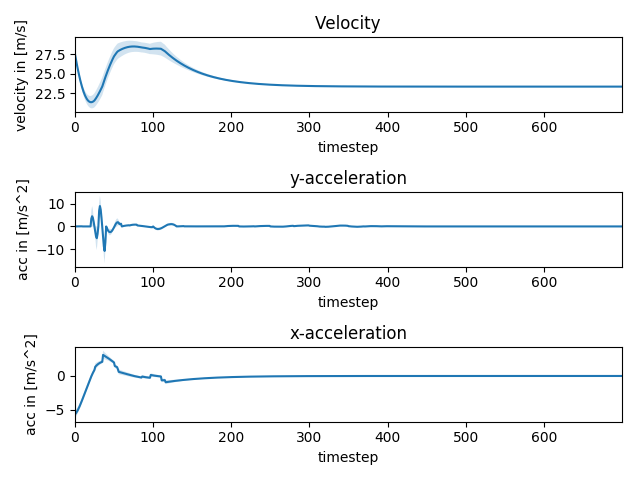 Velocity
velocity in [m/s]
27.5
25.0
22.5
0 100 200 300 400 500 600
timestep
y-acceleration
acc in [m/s^2]
10
0
−10
0 100 200 300 400 500 600
timestep
x-acceleration
acc in [m/s^2]
0
−5
0 100 200 300 400 500 600
timestep